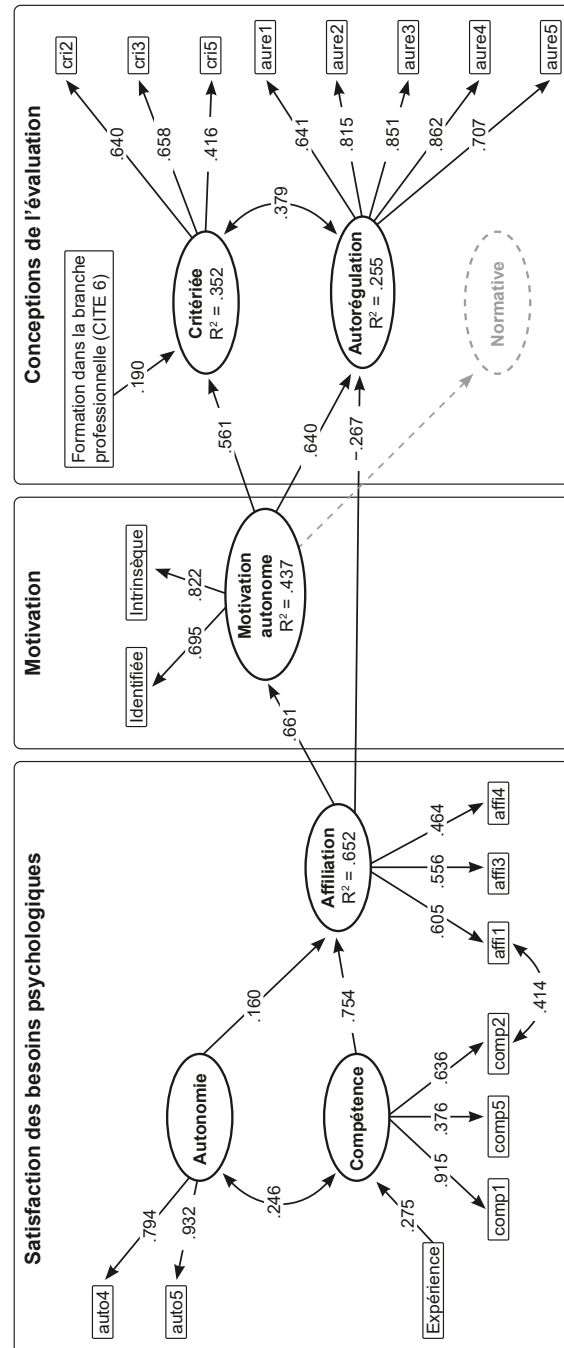 Satisfaction des besoins psychologiques
auto4
auto5
.794
.932
Autonomie
.246
.160
Expérience
.275
Compétence
.754
.915
.376
.636
comp1
comp5
comp2
.414
Affiliation
R² = .652
.605
.556
.464
affi1
affi3
affi4
.661
Motivation
Identifiée
Intrinsèque
.695
.822
Motivation
autonome
R² = .437
.561
.640
-.267
Conceptions de l'évaluation
Formation dans la branche
professionnelle (CITE 6)
.190
Critériée
R² = .352
.640
.658
.416
cri2
cri3
cri5
.379
Autorégulation
R² = .255
.641
.815
.851
.862
.707
aure1
aure2
aure3
aure4
aure5
Normative